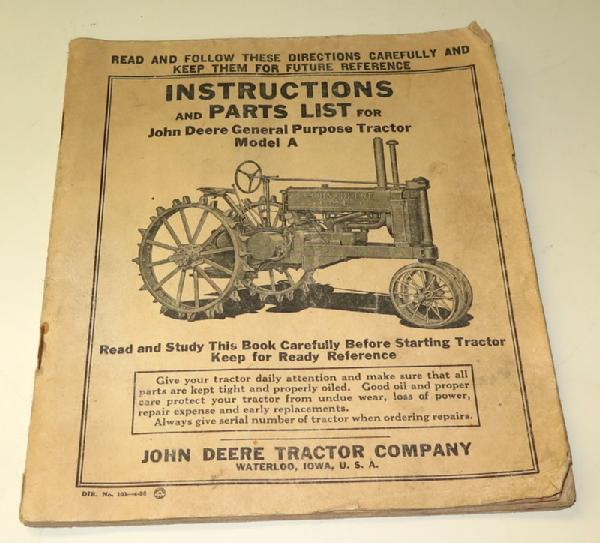 READ AND FOLLOW THESE DIRECTIONS CAREFULLY AND
KEEP THEM FOR FUTURE REFERENCE
INSTRUCTIONS
AND PARTS LIST FOR
John Deere General Purpose Tractor
Model A
JOHN DEERE
Read and Study This Book Carefully Before Starting Tractor
Keep for Ready Reference
Give your tractor daily attention and make sure that all
parts are kept tight and properly oiled. Good oil and proper
care protect your tractor from undue wear, loss of power,
repair expense and early replacements.
Always give serial number of tractor when ordering repairs.
JOHN DEERE TRACTOR COMPANY
WATERLOO, IOWA, U. S. A.
DIR. No.